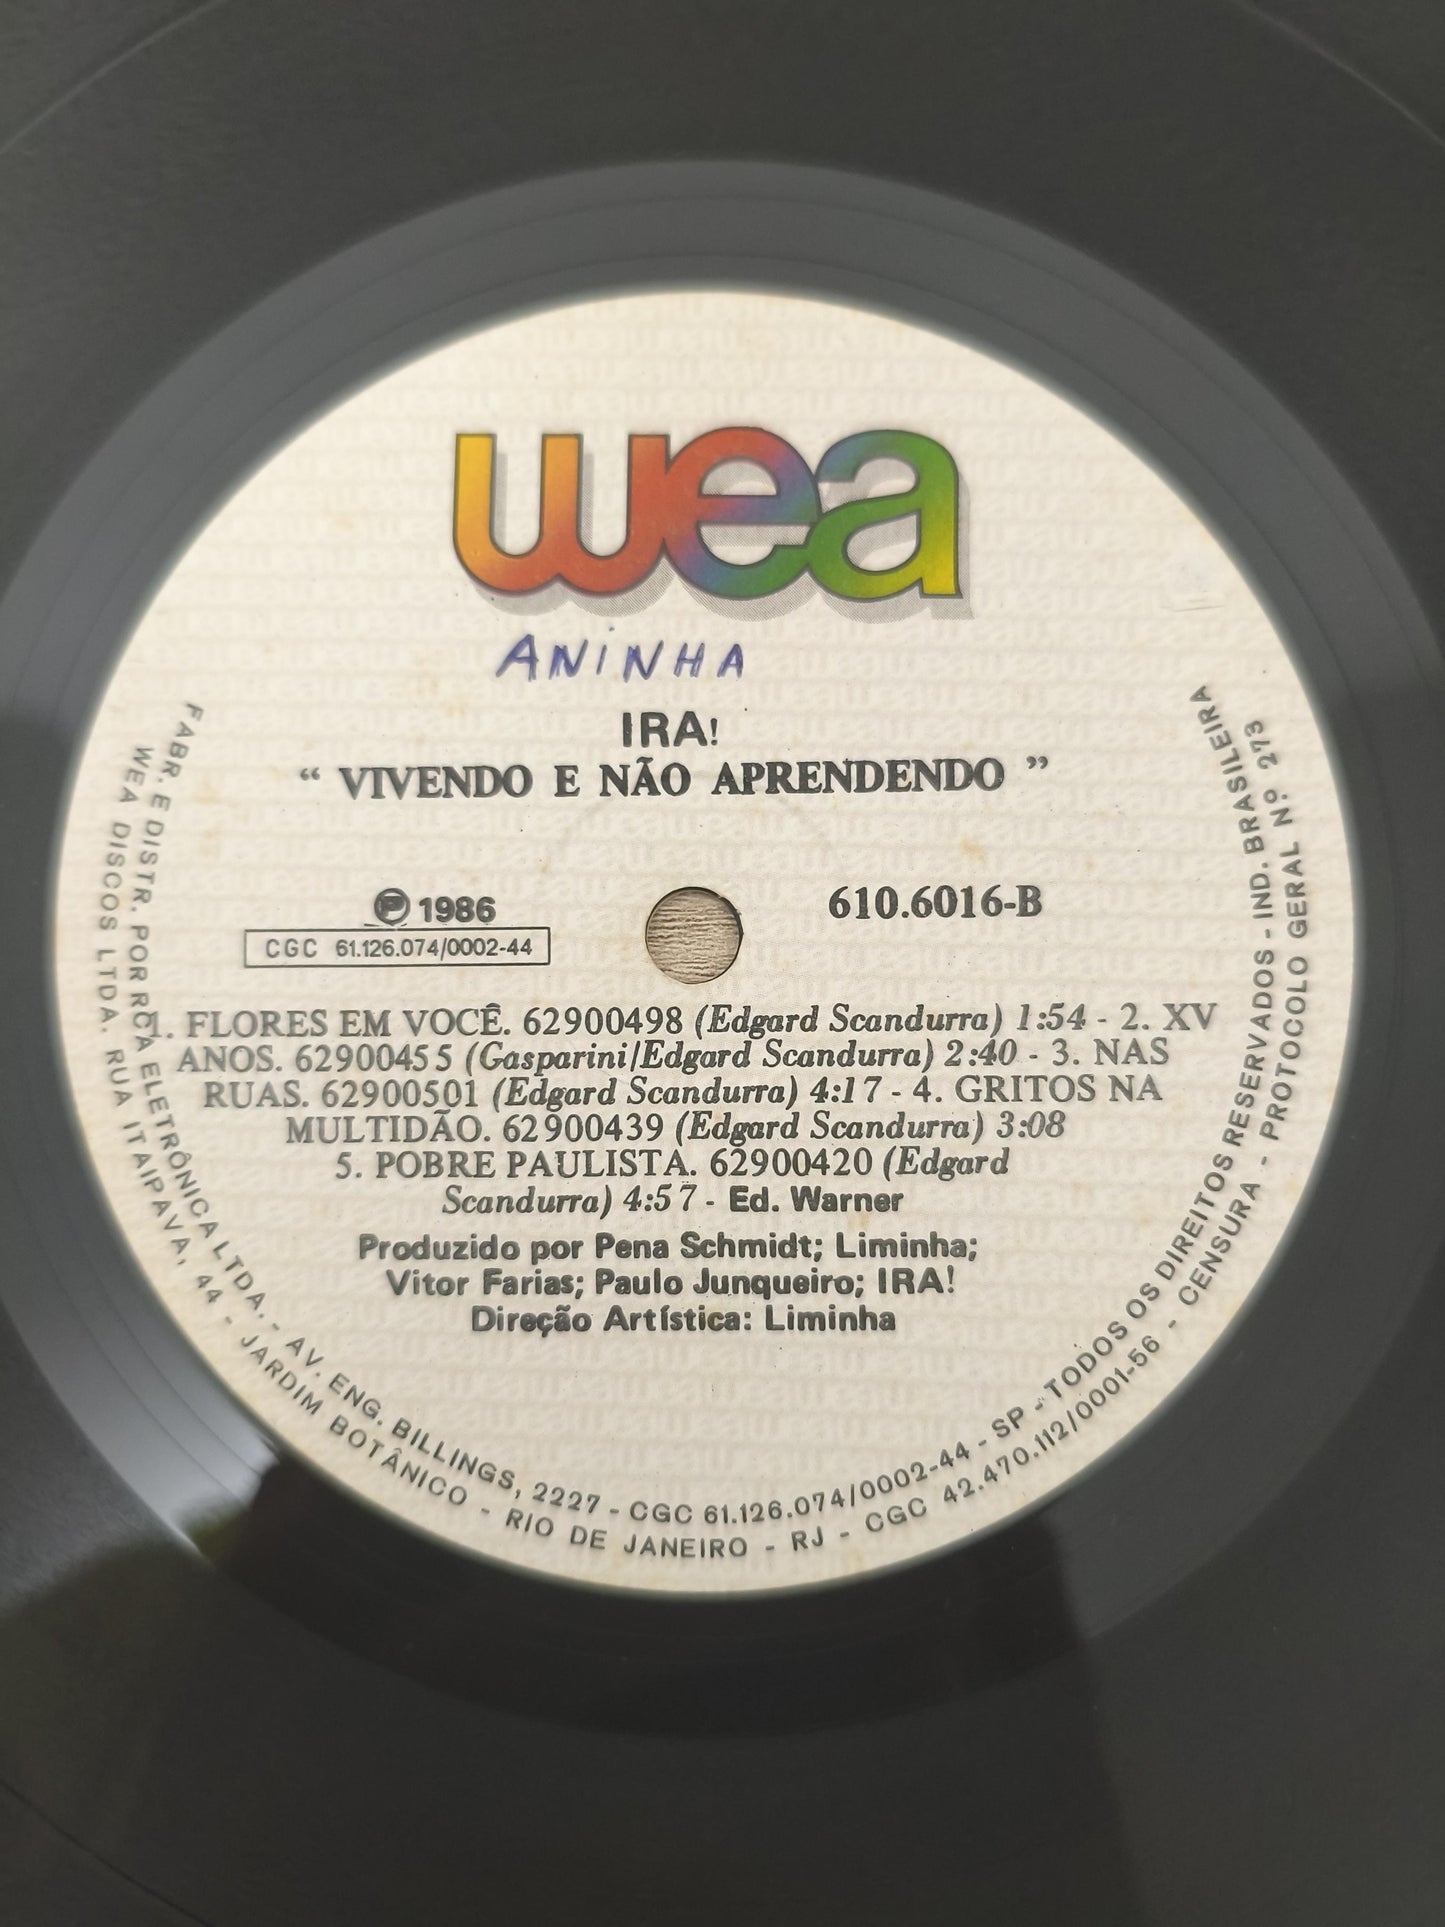 wea
ANINHA
IRA!
“ VIVENDO E NÃO APRENDENDO ”
Ⓟ 1986
CGC 61.126.074/0002-44
610.6016-B
1. FLORES EM VOCÊ. 62900498 (Edgard Scandurra) 1:54 - 2. XV
ANOS. 62900455 (Gasparini/Edgard Scandurra) 2:40 - 3. NAS
RUAS. 62900501 (Edgard Scandurra) 4:17 - 4. GRITOS NA
MULTIDÃO. 62900439 (Edgard Scandurra) 3:08
5. POBRE PAULISTA. 62900420 (Edgard
Scandurra) 4:57 - Ed. Warner
Produzido por Pena Schmidt; Liminha;
Vitor Farias; Paulo Junqueiro; IRA!
Direção Artística: Liminha
FABR. E DISTR. POR RCA ELETRÔNICA LTDA. - AV. ENG. BILLINGS, 2227 - CGC 61.126.074/0002-44 - SP - TODOS OS DIREITOS RESERVADOS - IND. BRASILEIRA
WEA DISCOS LTDA. RUA ITAIPAVA, 44 - JARDIM BOTÂNICO - RIO DE JANEIRO - RJ - CGC 42.470.112/0001-56 - CENSURA - PROTOCOLO GERAL Nº 273